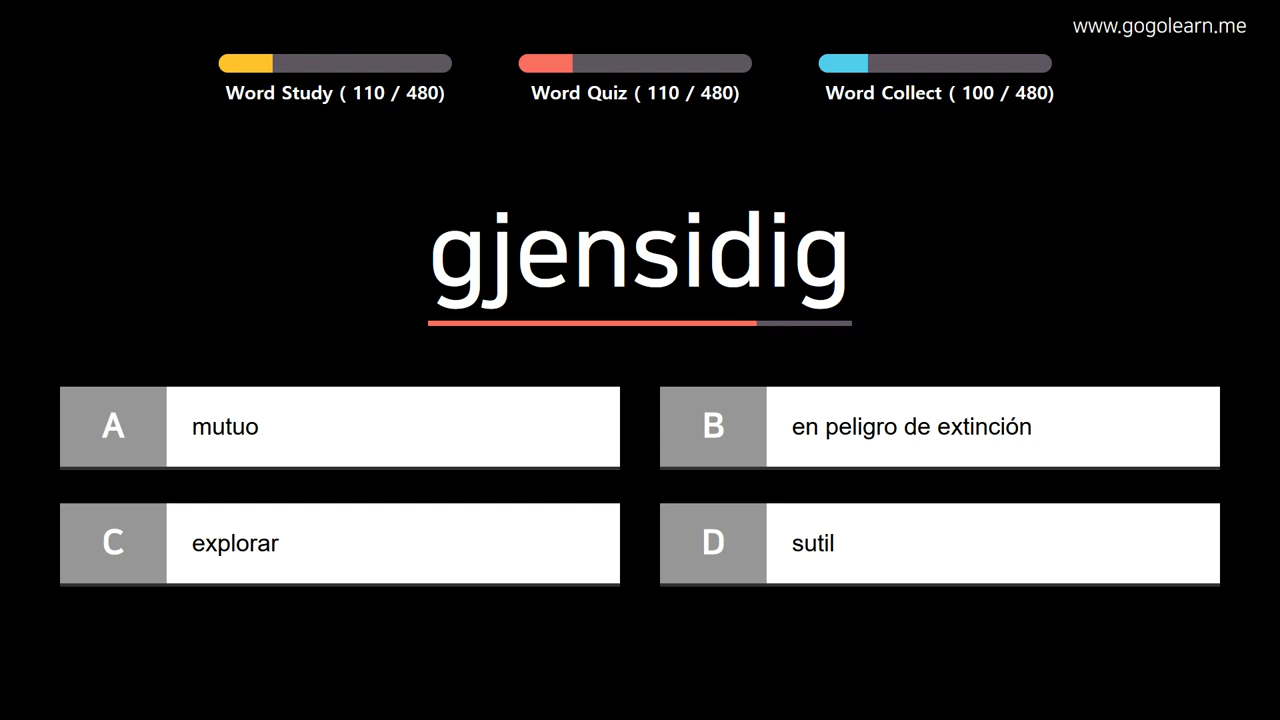 www.gogolearn.me
Word Study ( 110 / 480)
Word Quiz ( 110 / 480)
Word Collect ( 100 / 480)
gjensidig
A mutuo
B en peligro de extinción
C explorar
D sutil